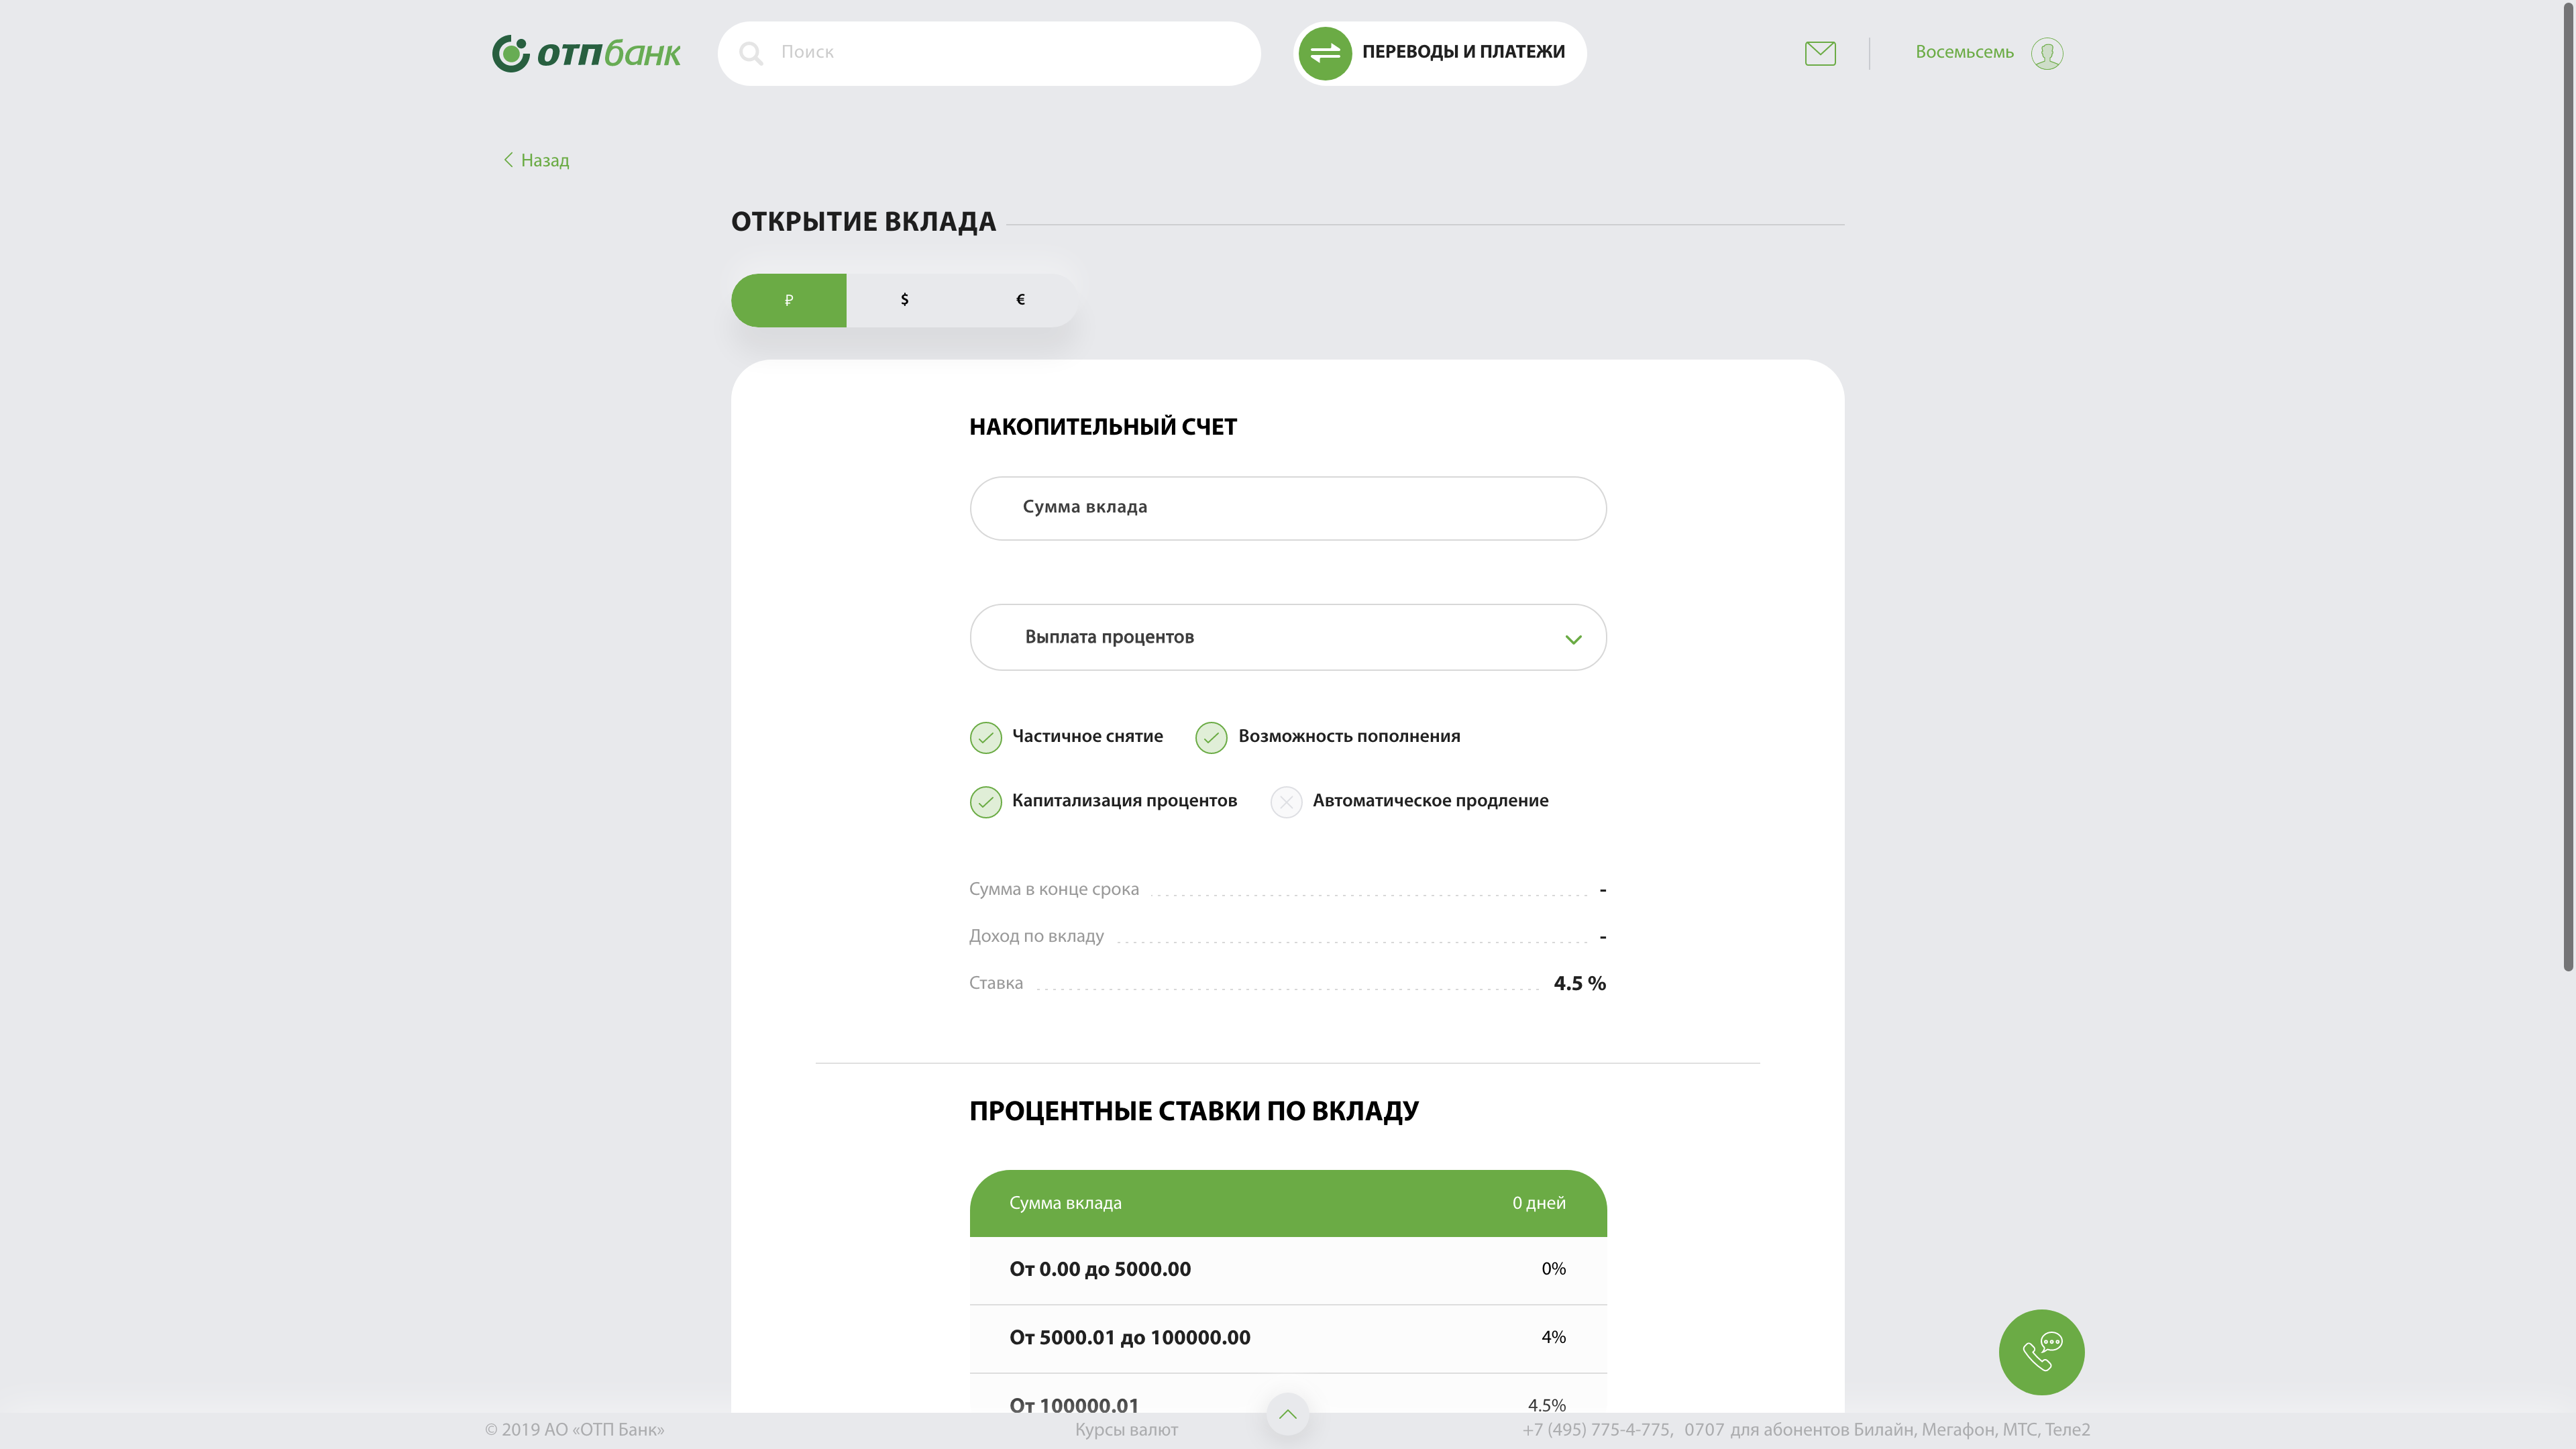 отпбанк
Поиск
ПЕРЕВОДЫ И ПЛАТЕЖИ
Восемьсемь
Назад
ОТКРЫТИЕ ВКЛАДА
₽ $ €
НАКОПИТЕЛЬНЫЙ СЧЕТ
Сумма вклада
Выплата процентов
Частичное снятие Возможность пополнения
Капитализация процентов Автоматическое продление
Сумма в конце срока -
Доход по вкладу -
Ставка 4.5 %
ПРОЦЕНТНЫЕ СТАВКИ ПО ВКЛАДУ
Сумма вклада 0 дней
От 0.00 до 5000.00 0%
От 5000.01 до 100000.00 4%
От 100000.01 4.5%
© 2019 АО «ОТП Банк» Курсы валют +7 (495) 775-4-775, 0707 для абонентов Билайн, Мегафон, МТС, Теле2